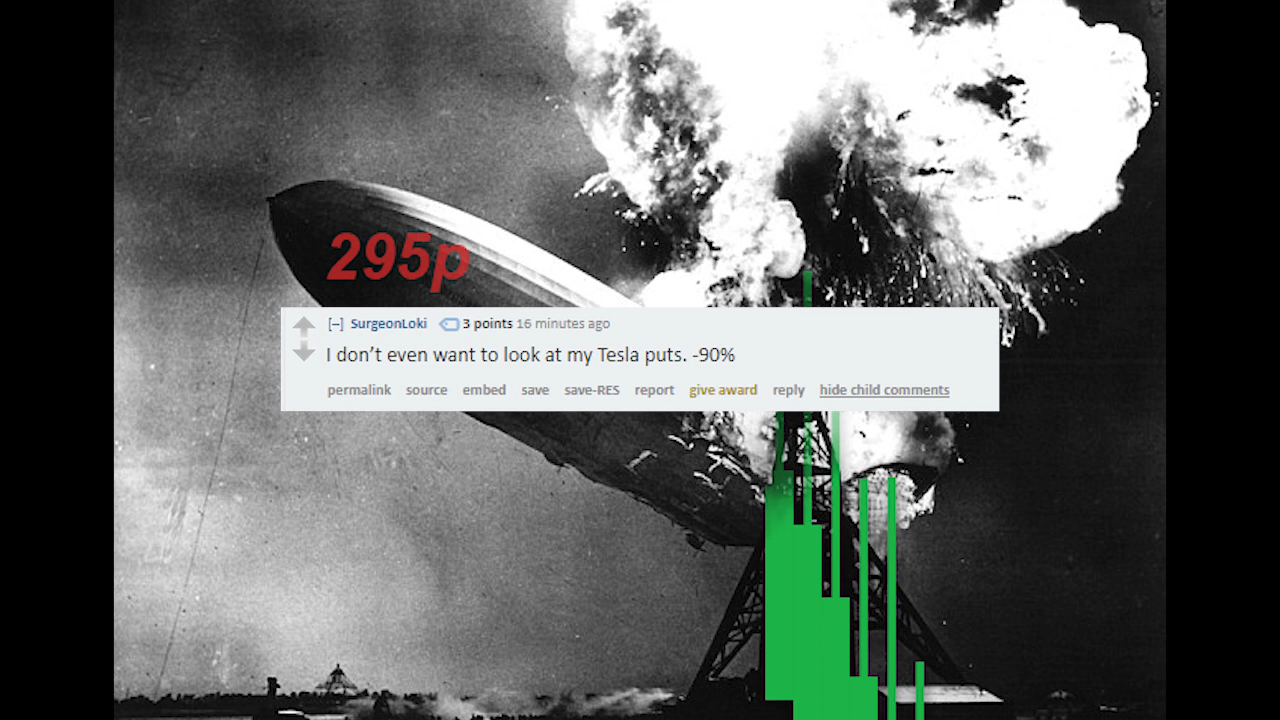 295p
[–] SurgeonLoki 3 points 16 minutes ago
I don’t even want to look at my Tesla puts. -90%
permalink source embed save save-RES report give award reply hide child comments